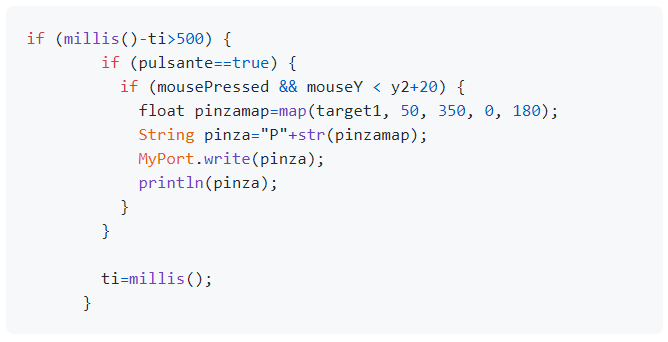 if (millis()-ti>500) {
if (pulsante==true) {
if (mousePressed && mouseY < y2+20) {
float pinzamap=map(target1, 50, 350, 0, 180);
String pinza="P"+str(pinzamap);
MyPort.write(pinza);
println(pinza);
}
}
ti=millis();
}